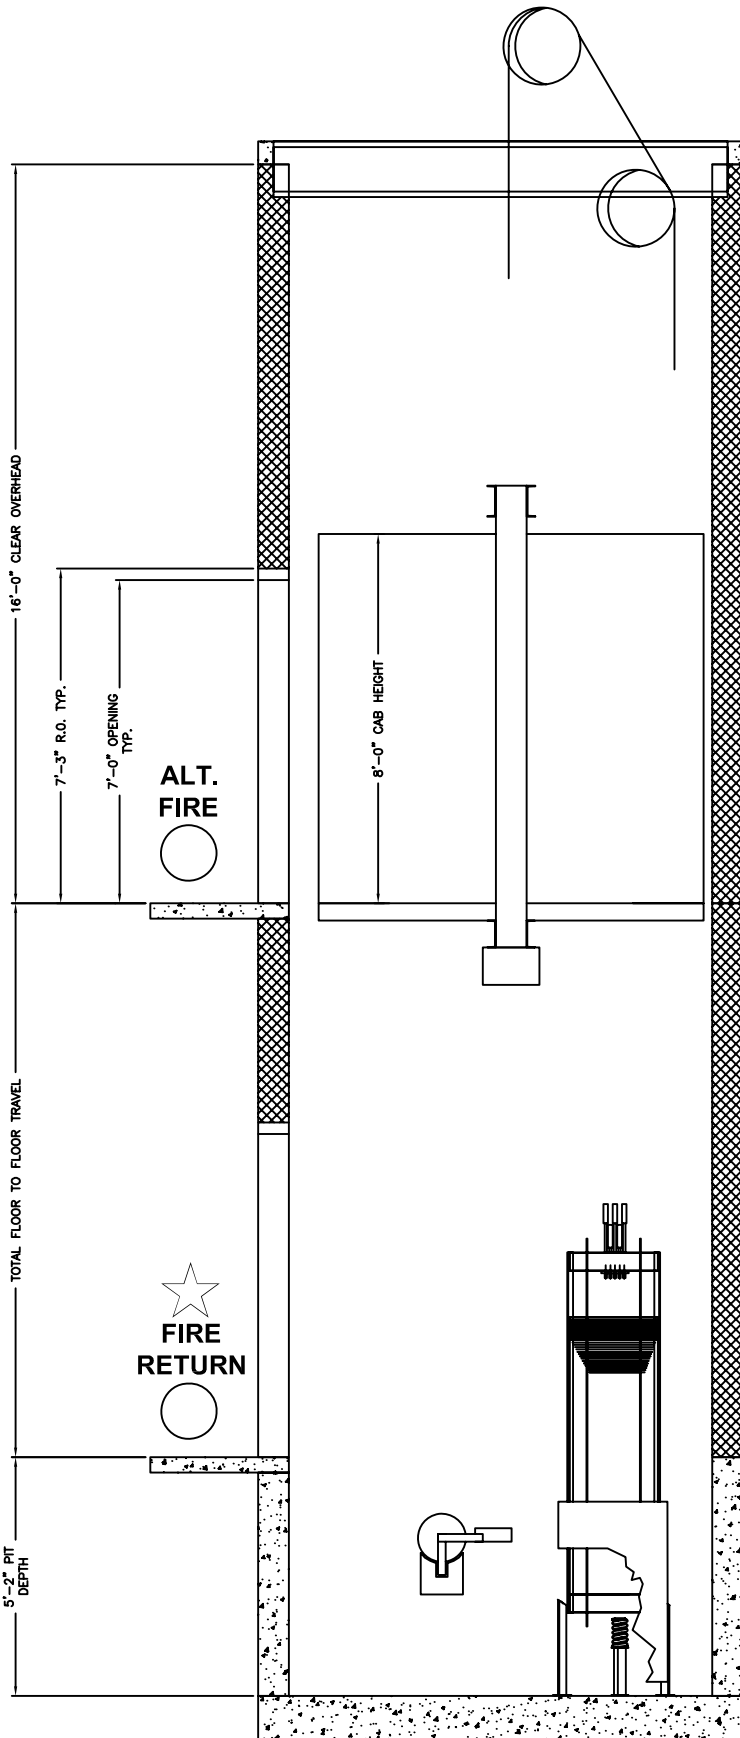 16'-0" CLEAR OVERHEAD
7'-3" R.O. TYP.
7'-0" OPENING
TYP.
8'-0" CAB HEIGHT
ALT.
FIRE
TOTAL FLOOR TO FLOOR TRAVEL
FIRE
RETURN
5'-2" PIT
DEPTH